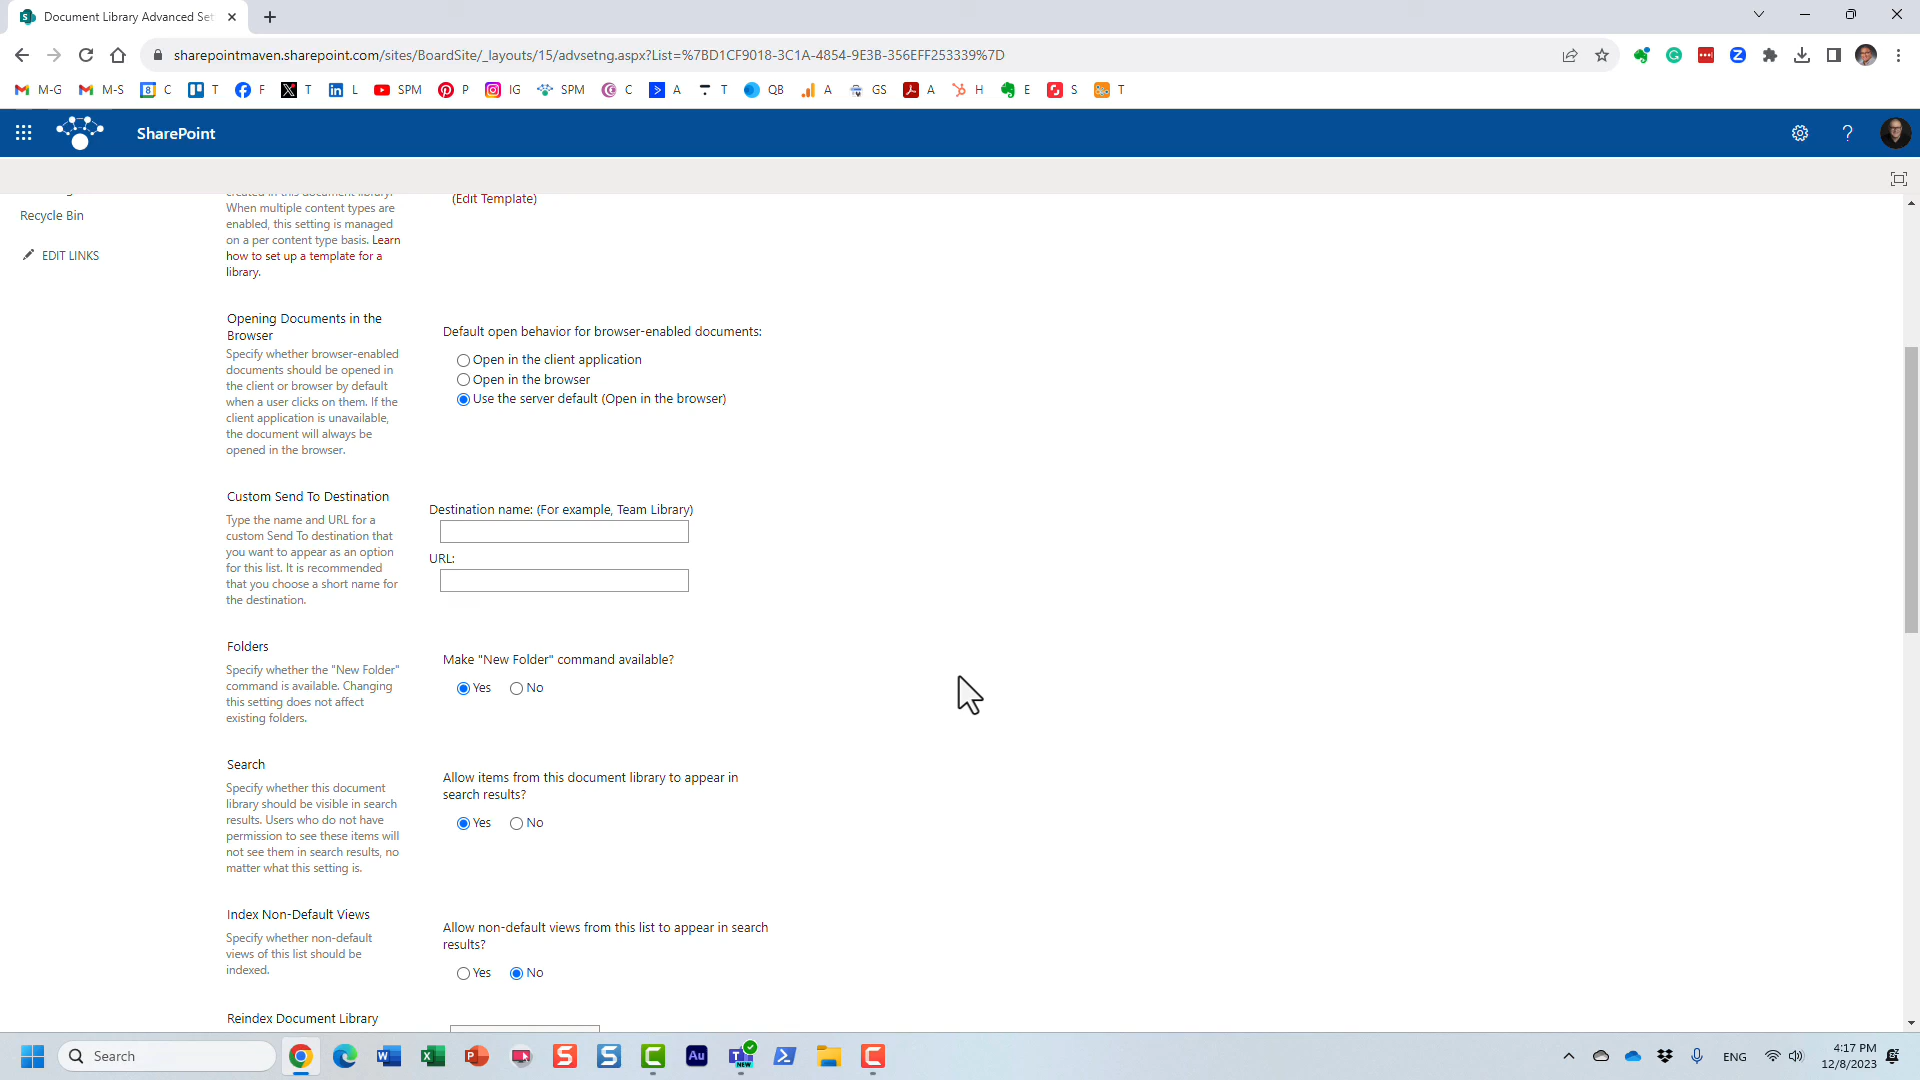 Document Library Advanced Set
sharepointmaven.sharepoint.com/sites/BoardSite/_layouts/15/advsetng.aspx?List=%7BD1CF9018-3C1A-4854-9E3B-356EFF253339%7D
M-G M-S C T F T L SPM P IG SPM C A T QB A GS A H E S T
SharePoint
Recycle Bin
EDIT LINKS
created in this document library.
When multiple content types are
enabled, this setting is managed
on a per content type basis. Learn
how to set up a template for a
library.
(Edit Template)
Opening Documents in the
Browser
Specify whether browser-enabled
documents should be opened in
the client or browser by default
when a user clicks on them. If the
client application is unavailable,
the document will always be
opened in the browser.
Default open behavior for browser-enabled documents:
Open in the client application
Open in the browser
Use the server default (Open in the browser)
Custom Send To Destination
Type the name and URL for a
custom Send To destination that
you want to appear as an option
for this list. It is recommended
that you choose a short name for
the destination.
Destination name: (For example, Team Library)
URL:
Folders
Specify whether the "New Folder"
command is available. Changing
this setting does not affect
existing folders.
Make "New Folder" command available?
Yes No
Search
Specify whether this document
library should be visible in search
results. Users who do not have
permission to see these items will
not see them in search results, no
matter what this setting is.
Allow items from this document library to appear in
search results?
Yes No
Index Non-Default Views
Specify whether non-default
views of this list should be
indexed.
Allow non-default views from this list to appear in search
results?
Yes No
Reindex Document Library
Search
ENG
4:17 PM
12/8/2023